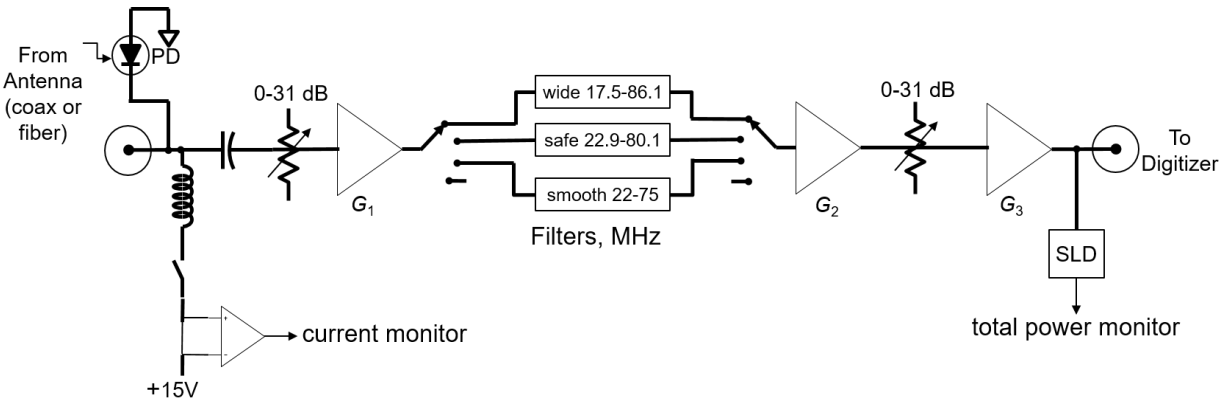 From
Antenna
(coax or
fiber)
PD
0-31 dB
G1
wide 17.5-86.1
safe 22.9-80.1
smooth 22-75
Filters, MHz
G2
0-31 dB
G3
To
Digitizer
SLD
total power monitor
+
-
current monitor
+15V